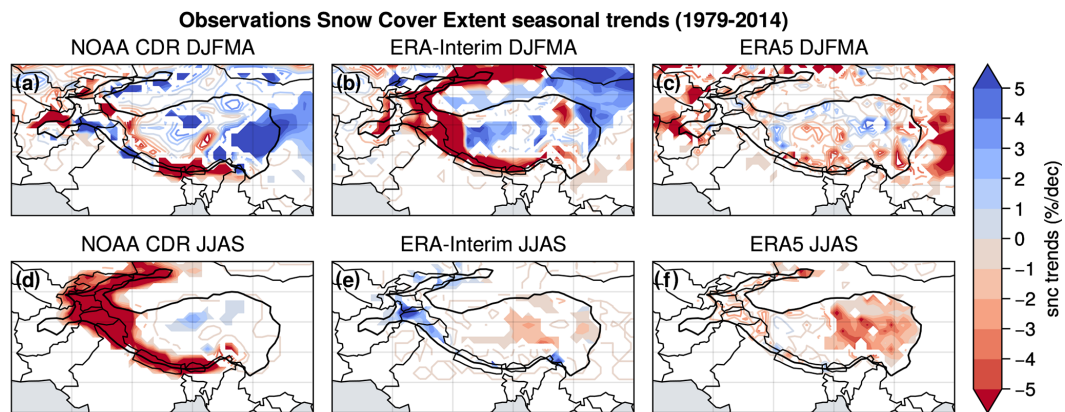 Observations Snow Cover Extent seasonal trends (1979-2014)
NOAA CDR DJFMA
ERA-Interim DJFMA
ERA5 DJFMA
(a)
(b)
(c)
NOAA CDR JJAS
ERA-Interim JJAS
ERA5 JJAS
(d)
(e)
(f)
5
4
3
2
1
0
−1
−2
−3
−4
−5
snc trends (%/dec)